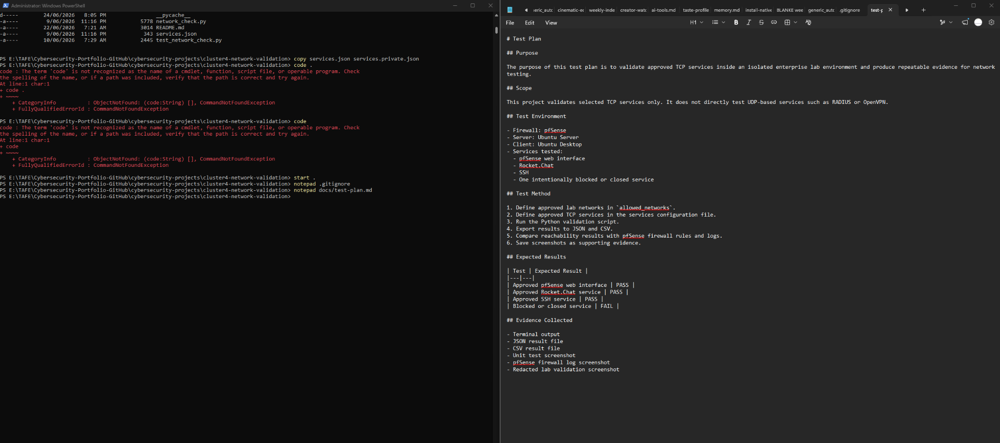 Administrator: Windows PowerShell
d-----        24/06/2026   8:05 PM                __pycache__
-a----         9/06/2026  11:16 PM           5778 network_check.py
-a----        22/06/2026   7:21 AM           3014 README.md
-a----         9/06/2026  11:16 PM            343 services.json
-a----        10/06/2026   7:29 AM           2445 test_network_check.py
PS E:\TAFE\Cybersecurity-Portfolio-GitHub\cybersecurity-projects\cluster4-network-validation> copy services.json services.private.json
PS E:\TAFE\Cybersecurity-Portfolio-GitHub\cybersecurity-projects\cluster4-network-validation> code .
code : The term 'code' is not recognized as the name of a cmdlet, function, script file, or operable program. Check
the spelling of the name, or if a path was included, verify that the path is correct and try again.
At line:1 char:1
+ code .
+ ~~~~
    + CategoryInfo          : ObjectNotFound: (code:String) [], CommandNotFoundException
    + FullyQualifiedErrorId : CommandNotFoundException
PS E:\TAFE\Cybersecurity-Portfolio-GitHub\cybersecurity-projects\cluster4-network-validation> code
code : The term 'code' is not recognized as the name of a cmdlet, function, script file, or operable program. Check
the spelling of the name, or if a path was included, verify that the path is correct and try again.
At line:1 char:1
+ code
+ ~~~~
    + CategoryInfo          : ObjectNotFound: (code:String) [], CommandNotFoundException
    + FullyQualifiedErrorId : CommandNotFoundException
PS E:\TAFE\Cybersecurity-Portfolio-GitHub\cybersecurity-projects\cluster4-network-validation> start .
PS E:\TAFE\Cybersecurity-Portfolio-GitHub\cybersecurity-projects\cluster4-network-validation> notepad .gitignore
PS E:\TAFE\Cybersecurity-Portfolio-GitHub\cybersecurity-projects\cluster4-network-validation> notepad docs/test-plan.md
PS E:\TAFE\Cybersecurity-Portfolio-GitHub\cybersecurity-projects\cluster4-network-validation>
eric_autc cinematic-ec weekly-inde creator-watc ai-tools.md taste-profile memory.md install-native BLANKE wee generic_autc .gitignore test-p
File Edit View H1 B I S
# Test Plan
## Purpose
The purpose of this test plan is to validate approved TCP services inside an isolated enterprise lab environment and produce repeatable evidence for network
testing.
## Scope
This project validates selected TCP services only. It does not directly test UDP-based services such as RADIUS or OpenVPN.
## Test Environment
- Firewall: pfSense
- Server: Ubuntu Server
- Client: Ubuntu Desktop
- Services tested:
  - pfSense web interface
  - Rocket.Chat
  - SSH
  - One intentionally blocked or closed service
## Test Method
1. Define approved lab networks in `allowed_networks`.
2. Define approved TCP services in the services configuration file.
3. Run the Python validation script.
4. Export results to JSON and CSV.
5. Compare reachability results with pfSense firewall rules and logs.
6. Save screenshots as supporting evidence.
## Expected Results
| Test | Expected Result |
|---|---|
| Approved pfSense web interface | PASS |
| Approved Rocket.Chat service | PASS |
| Approved SSH service | PASS |
| Blocked or closed service | FAIL |
## Evidence Collected
- Terminal output
- JSON result file
- CSV result file
- Unit test screenshot
- pfSense firewall log screenshot
- Redacted lab validation screenshot